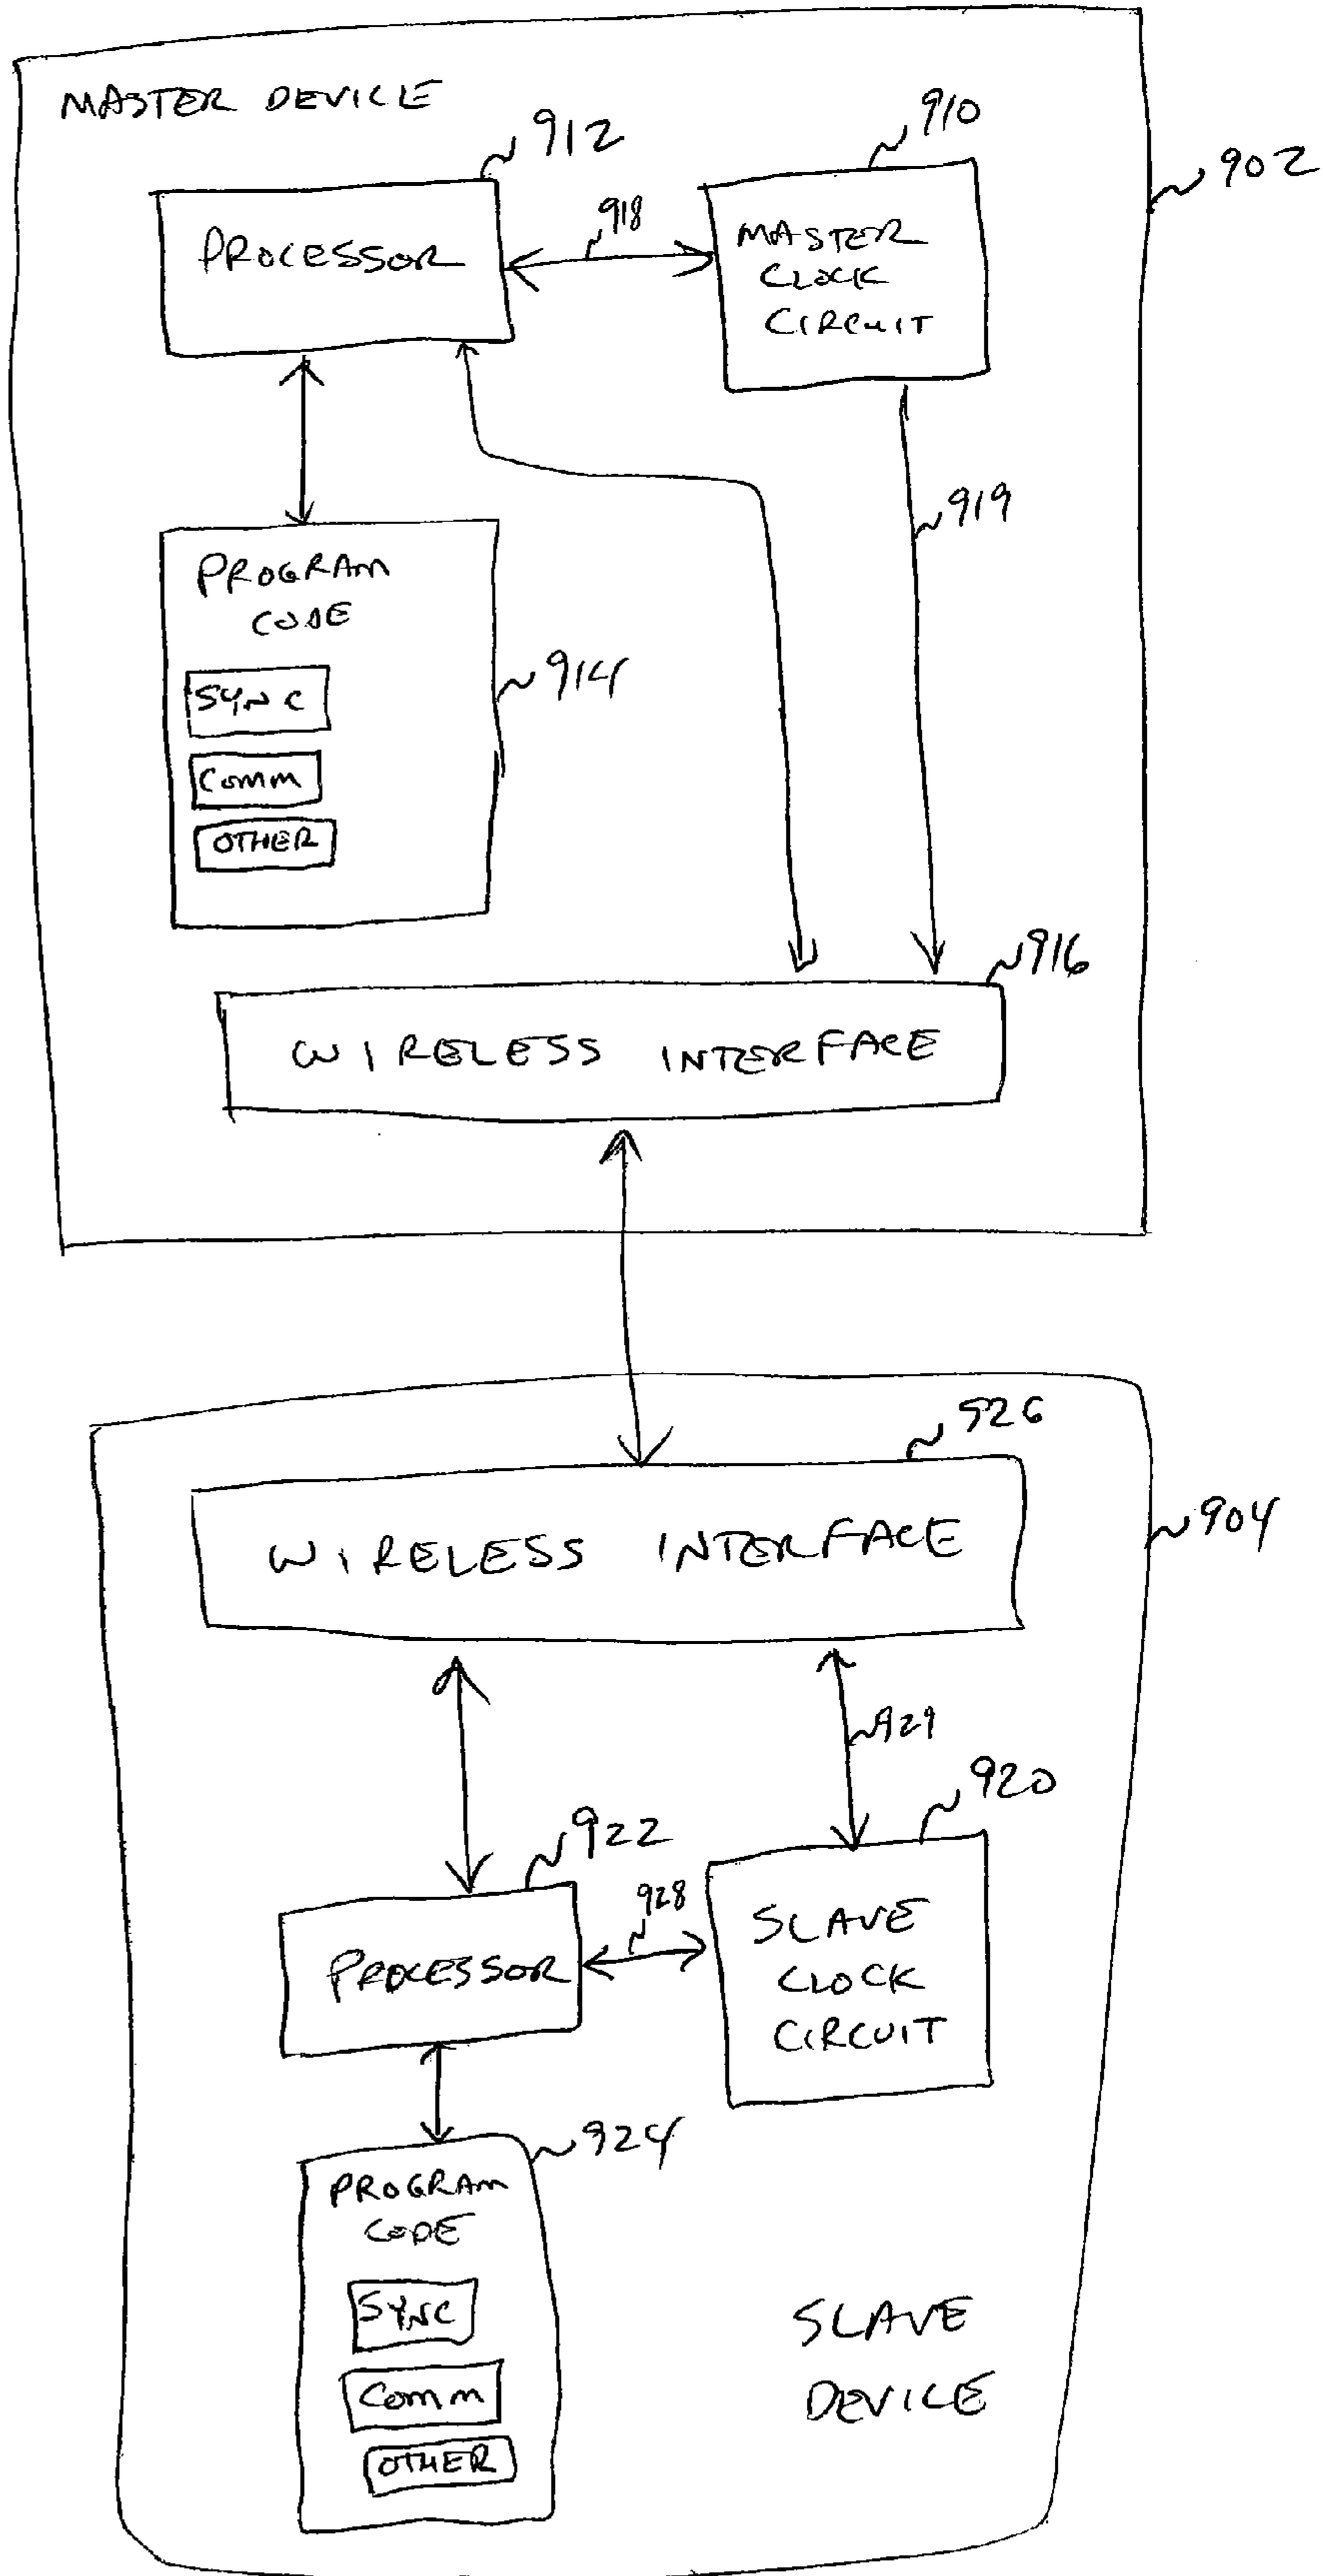 MASTER DEVICE
912
910
902
PROCESSOR
918
MASTER
CLOCK
CIRCUIT
919
PROGRAM
CODE
914
SYNC
Comm
OTHER
916
WIRELESS INTERFACE
926
WIRELESS INTERFACE
904
929
920
922
928
PROCESSOR
SLAVE
CLOCK
CIRCUIT
924
PROGRAM
CODE
SYNC
Comm
OTHER
SLAVE
DEVICE